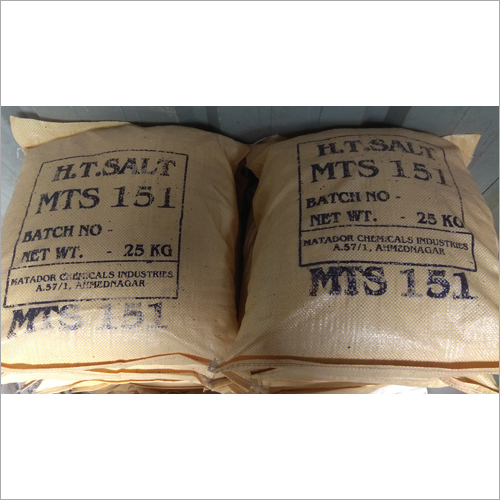 H.T.SALT
MTS 151
BATCH NO -
NET WT. - 25 KG
MATADOR CHEMICALS INDUSTRIES
A.57/1, AHMEDNAGAR
MTS 151
H.T.SALT
MTS 151
BATCH NO -
NET WT. - 25 KG
MATADOR CHEMICALS INDUSTRIES
A.57/1, AHMEDNAGAR
MTS 151